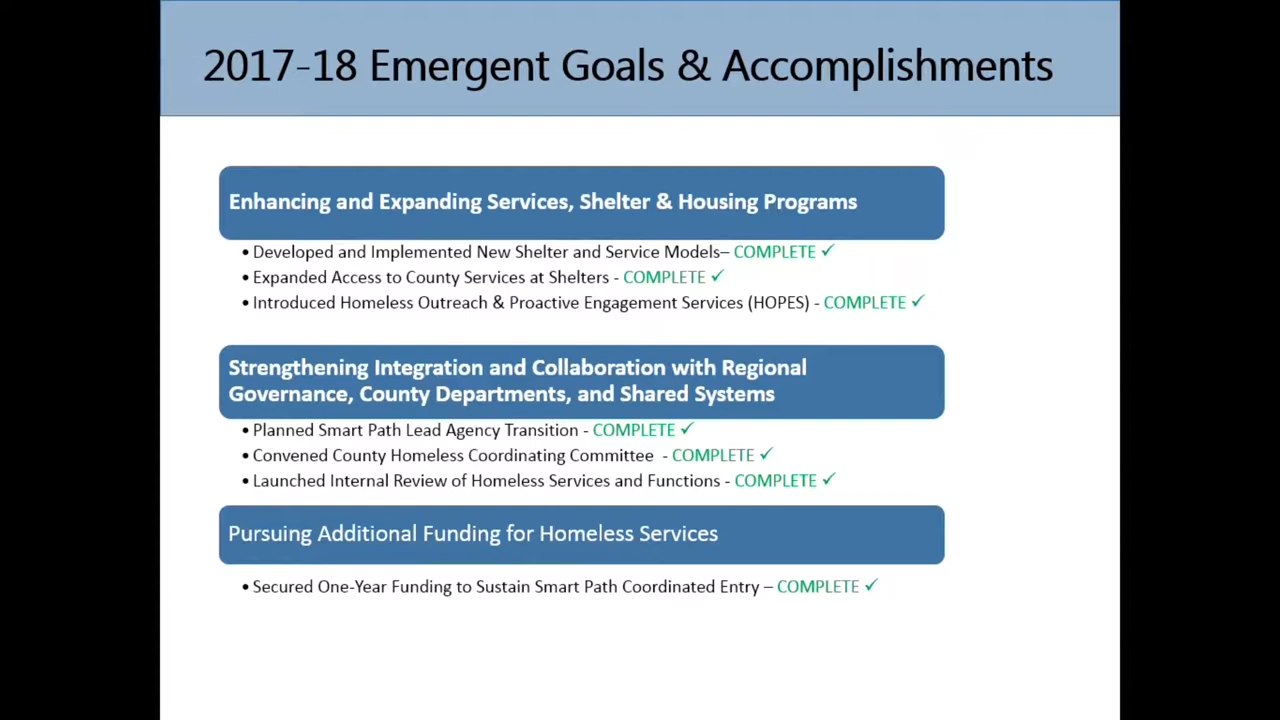 2017-18 Emergent Goals & Accomplishments
Enhancing and Expanding Services, Shelter & Housing Programs
• Developed and Implemented New Shelter and Service Models– COMPLETE ✓
• Expanded Access to County Services at Shelters - COMPLETE ✓
• Introduced Homeless Outreach & Proactive Engagement Services (HOPES) - COMPLETE ✓
Strengthening Integration and Collaboration with Regional
Governance, County Departments, and Shared Systems
• Planned Smart Path Lead Agency Transition - COMPLETE ✓
• Convened County Homeless Coordinating Committee  - COMPLETE ✓
• Launched Internal Review of Homeless Services and Functions - COMPLETE ✓
Pursuing Additional Funding for Homeless Services
• Secured One-Year Funding to Sustain Smart Path Coordinated Entry – COMPLETE ✓